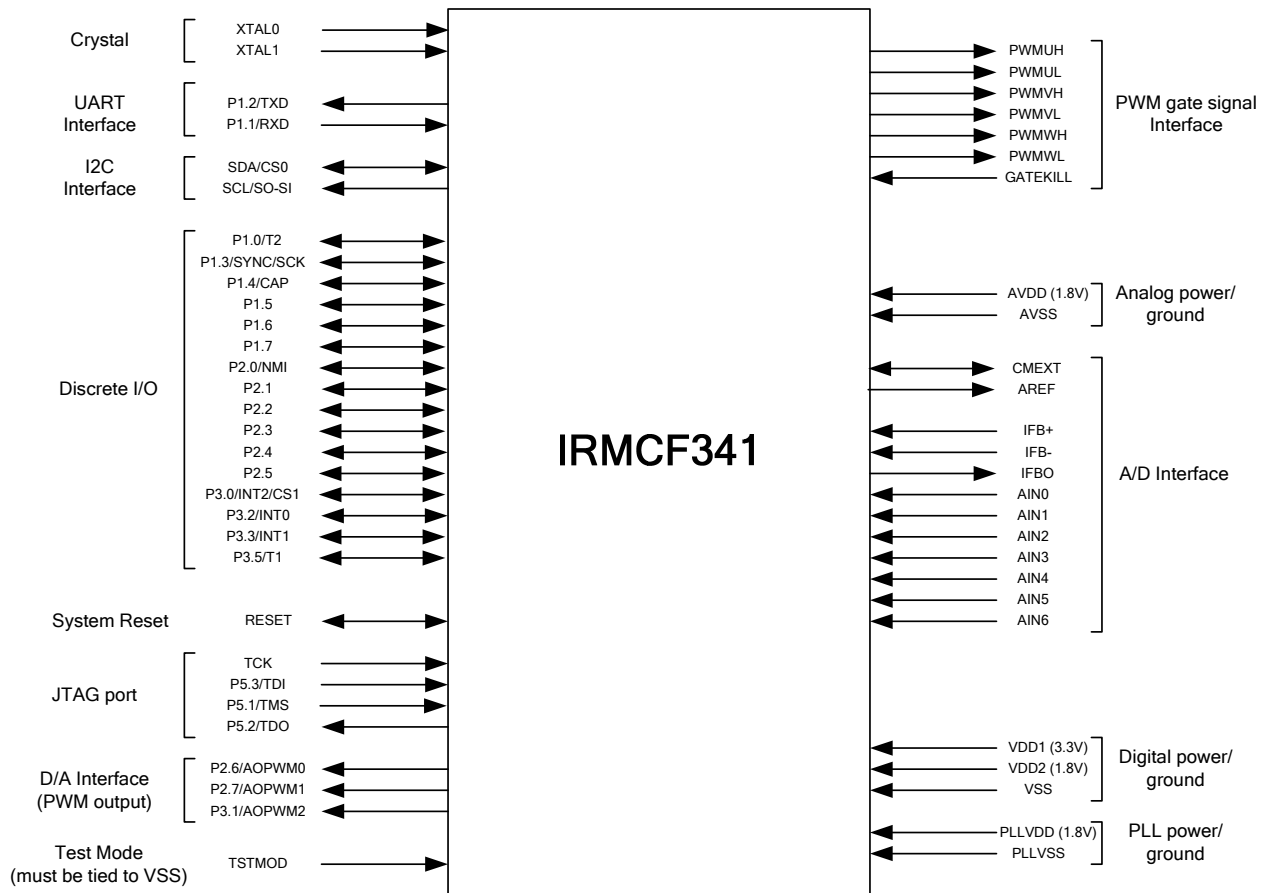 Crystal
XTAL0
XTAL1
UART
Interface
P1.2/TXD
P1.1/RXD
I2C
Interface
SDA/CS0
SCL/SO-SI
Discrete I/O
P1.0/T2
P1.3/SYNC/SCK
P1.4/CAP
P1.5
P1.6
P1.7
P2.0/NMI
P2.1
P2.2
P2.3
P2.4
P2.5
P3.0/INT2/CS1
P3.2/INT0
P3.3/INT1
P3.5/T1
System Reset
RESET
JTAG port
TCK
P5.3/TDI
P5.1/TMS
P5.2/TDO
D/A Interface
(PWM output)
P2.6/AOPWM0
P2.7/AOPWM1
P3.1/AOPWM2
Test Mode
(must be tied to VSS)
TSTMOD
IRMCF341
PWMUH
PWMUL
PWMVH
PWMVL
PWMWH
PWMWL
GATEKILL
PWM gate signal
Interface
AVDD (1.8V)
AVSS
Analog power/
ground
CMEXT
AREF
IFB+
IFB-
IFBO
AIN0
AIN1
AIN2
AIN3
AIN4
AIN5
AIN6
A/D Interface
VDD1 (3.3V)
VDD2 (1.8V)
VSS
Digital power/
ground
PLLVDD (1.8V)
PLLVSS
PLL power/
ground